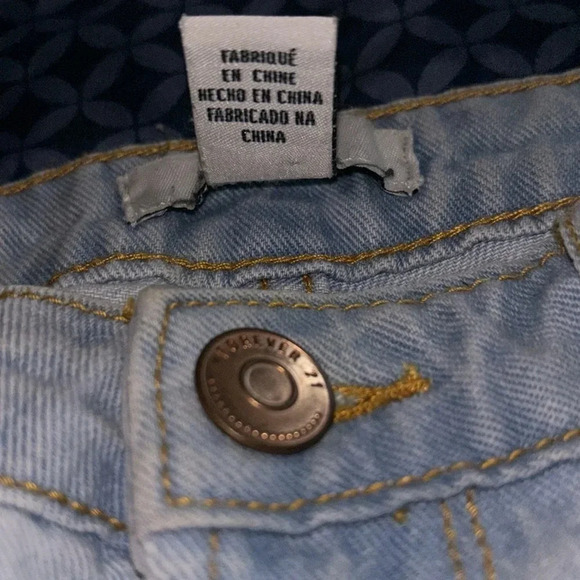 FABRIQUÉ
EN CHINE
HECHO EN CHINA
FABRICADO NA
CHINA
FOREVER 21